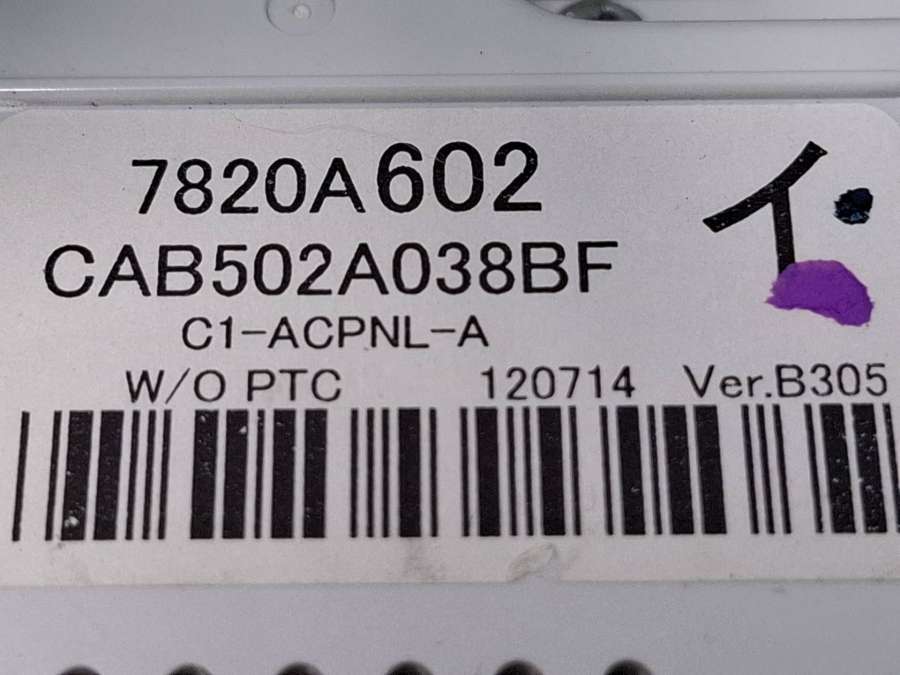 7820A602
イ
CAB502A038BF
C1-ACPNL-A
W/O PTC 120714 Ver.B305